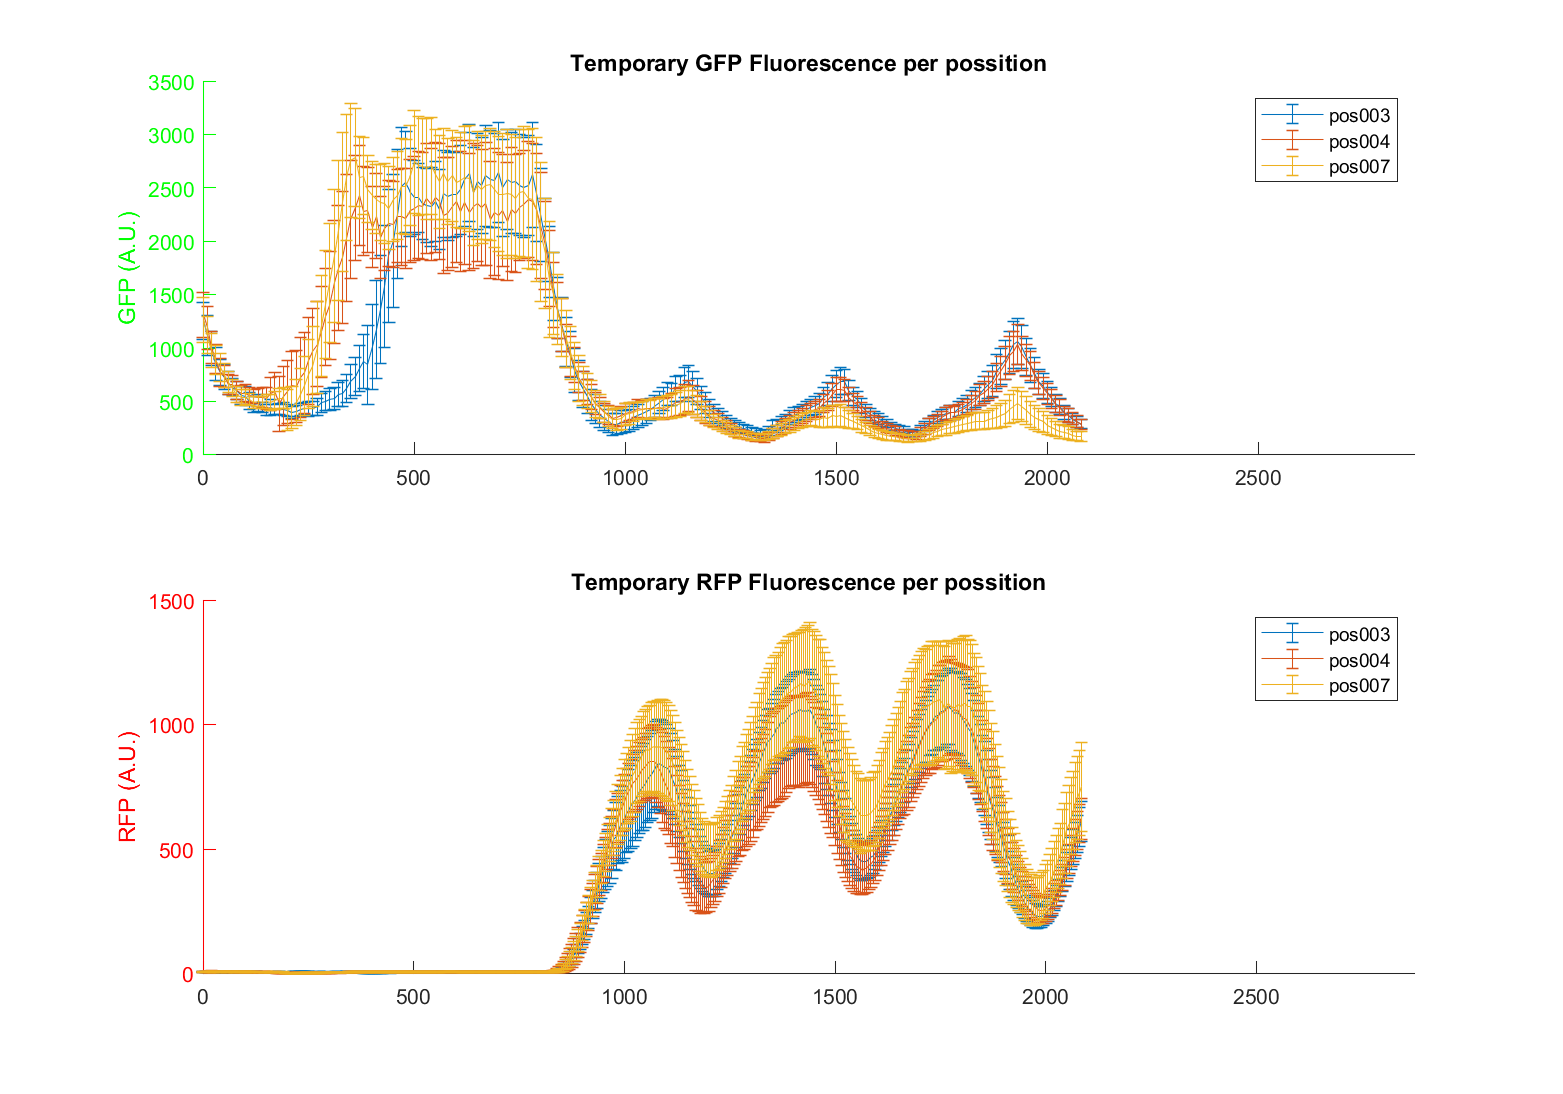 Temporary GFP Fluorescence per possition
3500
3000
2500
2000
1500
1000
500
0
GFP (A.U.)
0 500 1000 1500 2000 2500
pos003
pos004
pos007
Temporary RFP Fluorescence per possition
1500
1000
500
0
RFP (A.U.)
0 500 1000 1500 2000 2500
pos003
pos004
pos007